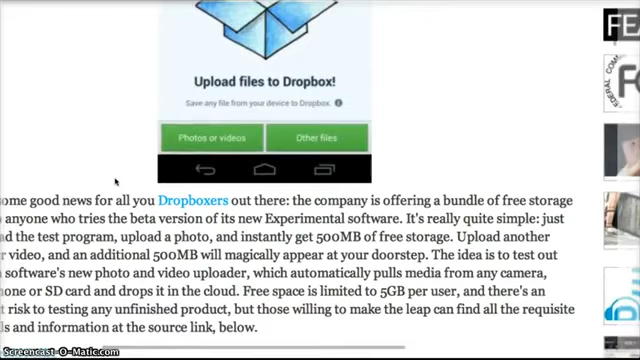 FEA
Upload files to Dropbox!
Save any file from your device to Dropbox.
Photos or videos
Other files
some good news for all you Dropboxers out there: the company is offering a bundle of free storage
anyone who tries the beta version of its new Experimental software. It's really quite simple: just
ad the test program, upload a photo, and instantly get 500MB of free storage. Upload another
r video, and an additional 500MB will magically appear at your doorstep. The idea is to test out
software's new photo and video uploader, which automatically pulls media from any camera,
hone or SD card and drops it in the cloud. Free space is limited to 5GB per user, and there's an
t risk to testing any unfinished product, but those willing to make the leap can find all the requisite
ls and information at the source link, below.
Screencast-O-Matic.com